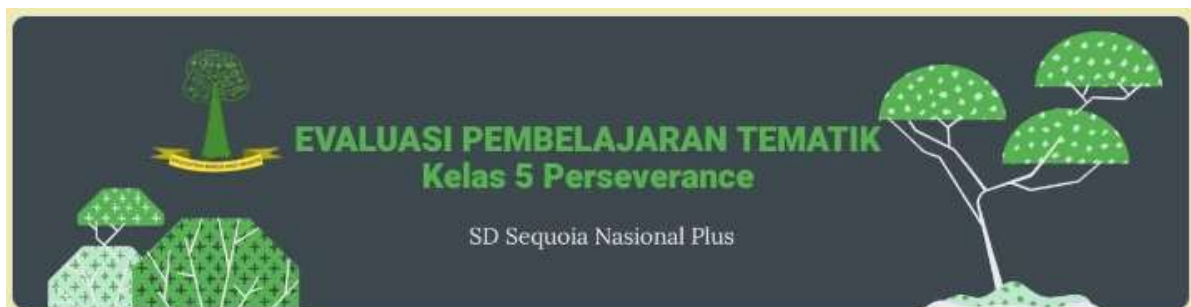 EVALUASI PEMBELAJARAN TEMATIK
Kelas 5 Perseverance
SD Sequoia Nasional Plus